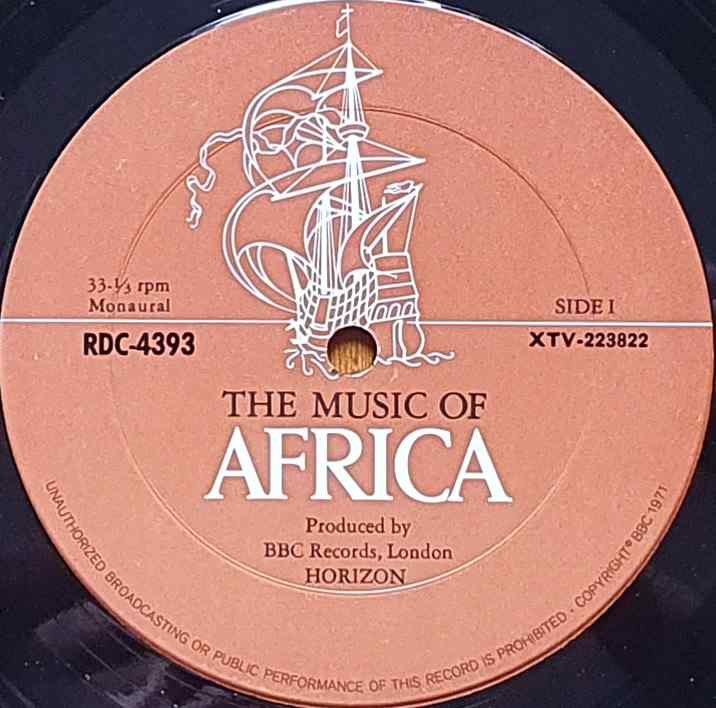 33-⅓ rpm
Monaural
SIDE I
RDC-4393
XTV-223822
THE MUSIC OF
AFRICA
Produced by
BBC Records, London
HORIZON
UNAUTHORIZED BROADCASTING OR PUBLIC PERFORMANCE OF THIS RECORD IS PROHIBITED · COPYRIGHT © BBC 1971